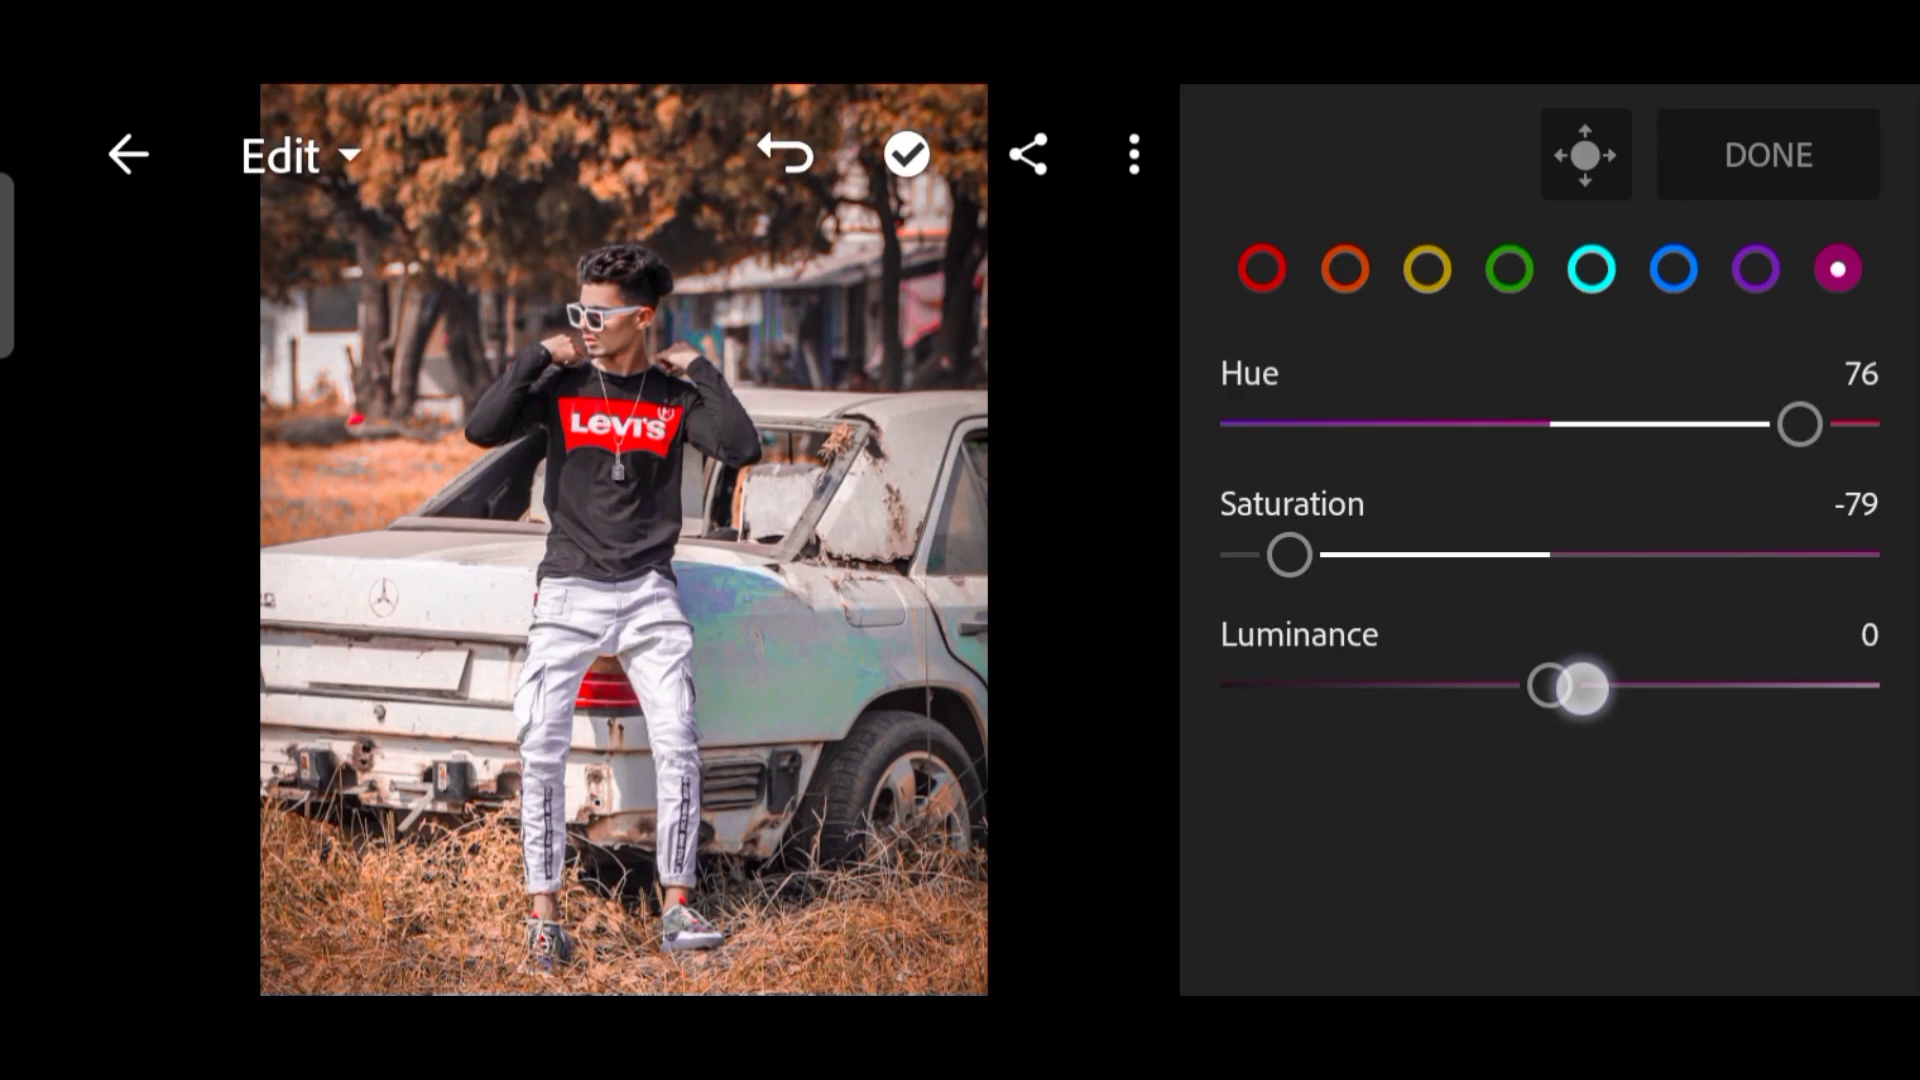 Edit
DONE
Hue 76
Saturation -79
Luminance 0
LEVI'S ®